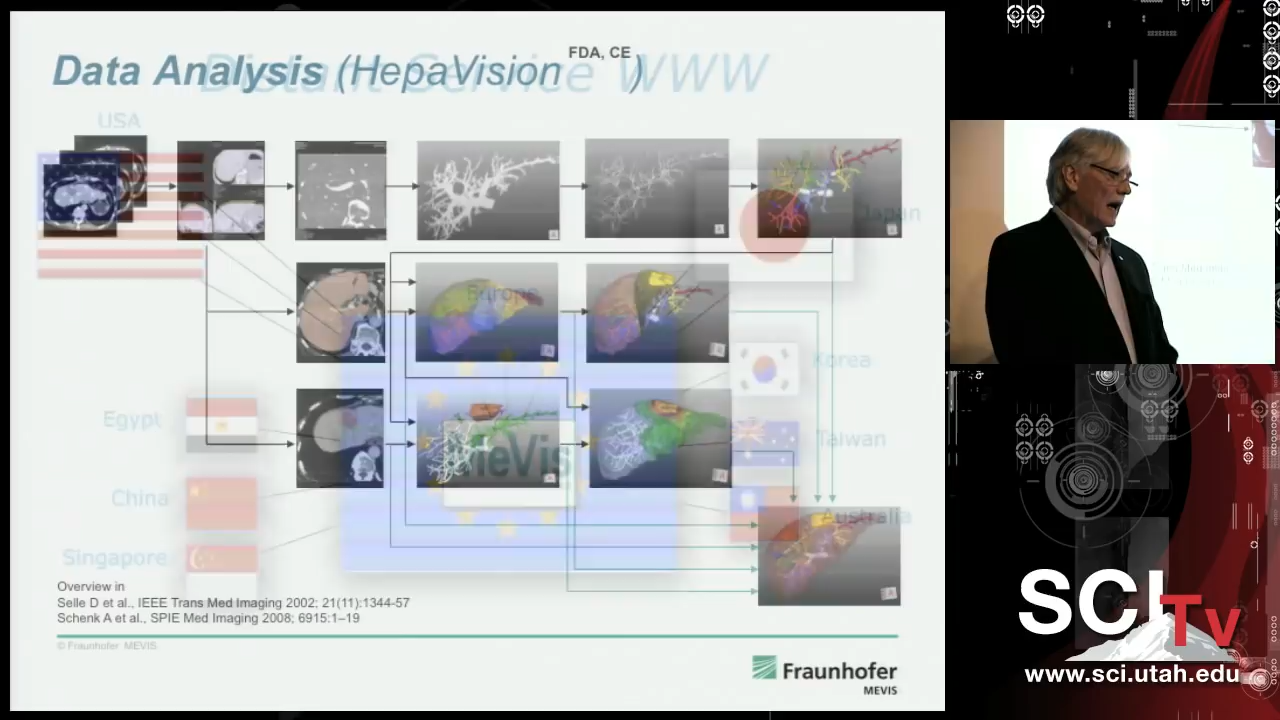 Data Analysis (HepaVision FDA, CE)
Distant Service WWW
USA
Japan
Europe
Korea
Egypt
Taiwan
MeVis
China
Australia
Singapore
Overview in
Selle D et al., IEEE Trans Med Imaging 2002; 21(11):1344-57
Schenk A et al., SPIE Med Imaging 2008; 6915:1–19
© Fraunhofer MEVIS
Fraunhofer
MEVIS
SCI
Tv
www.sci.utah.edu